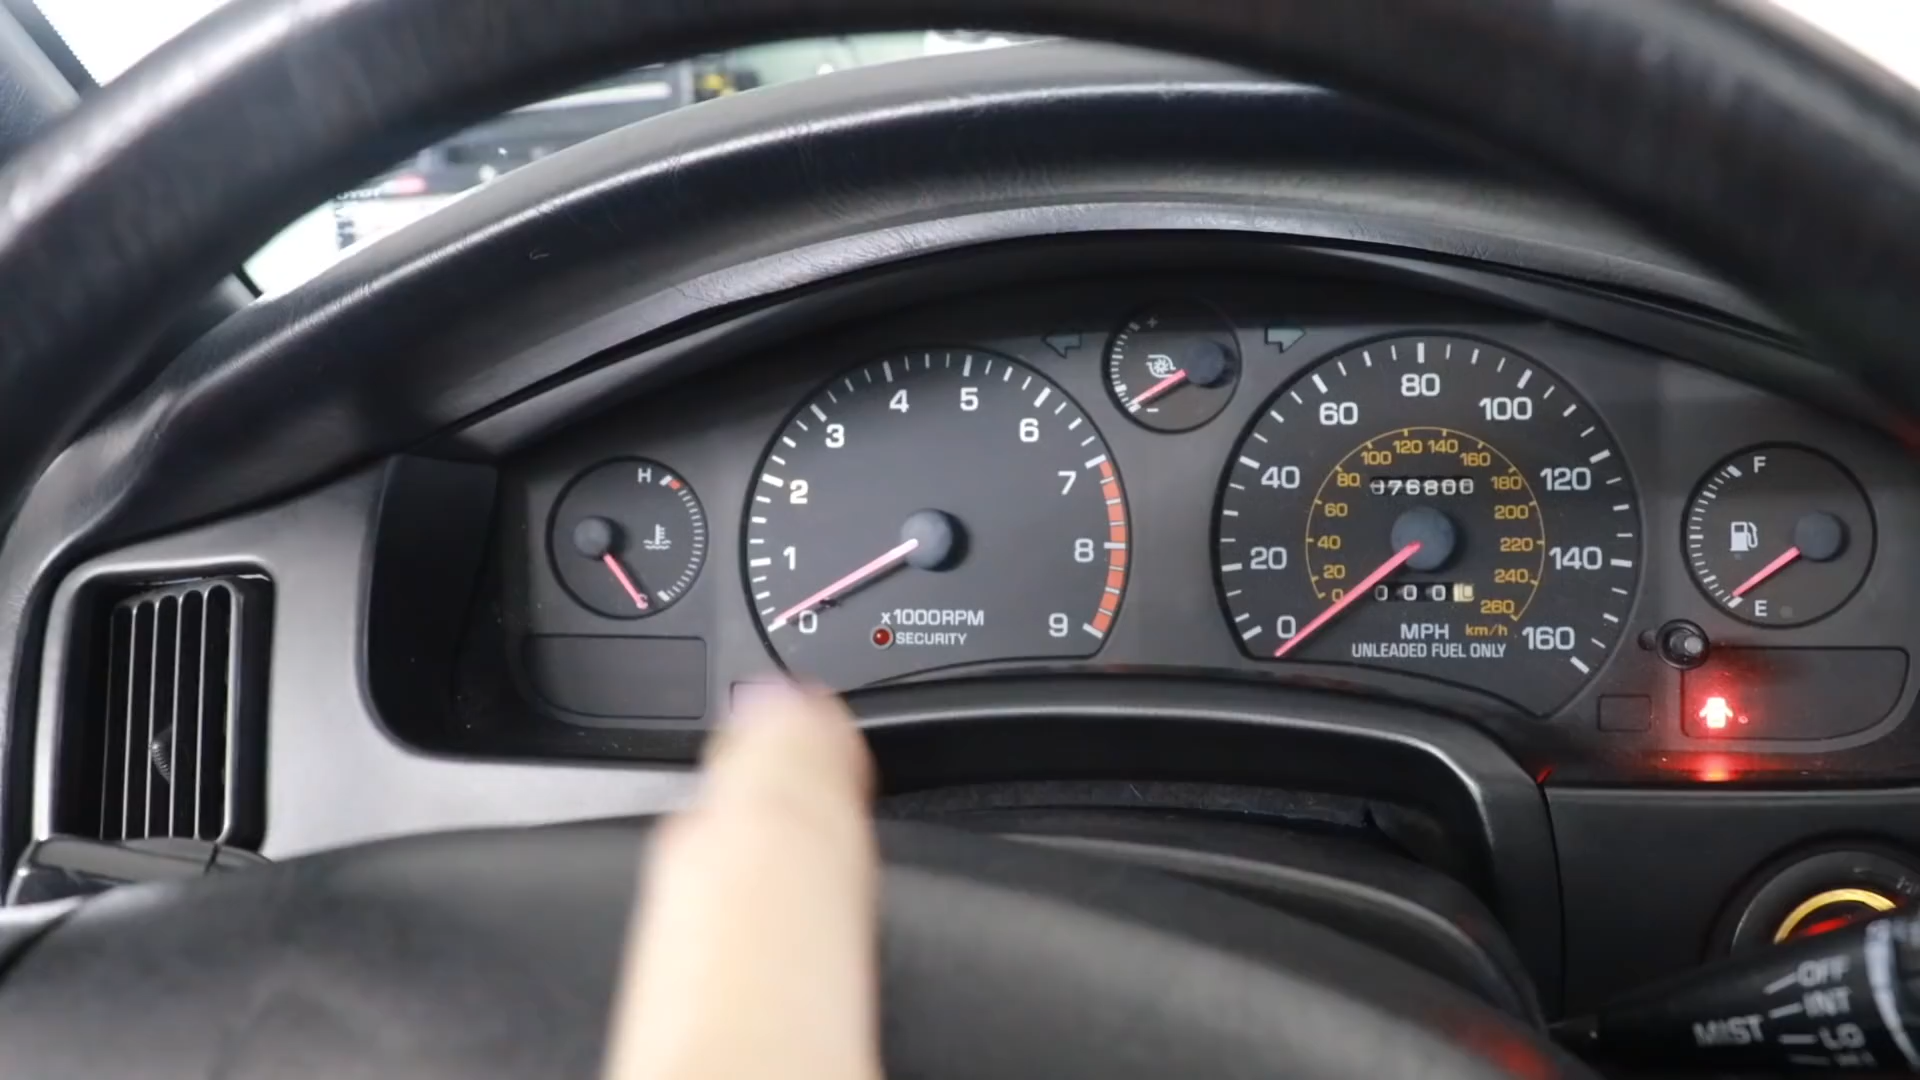 H
C
0
1
2
3
4
5
6
7
8
9
x1000RPM
SECURITY
+
-
0
20
40
60
80
100
120
140
160
0
20
40
60
80
100
120
140
160
180
200
220
240
260
076800
000
MPH
km/h
UNLEADED FUEL ONLY
F
E
OFF
INT
MIST
LO